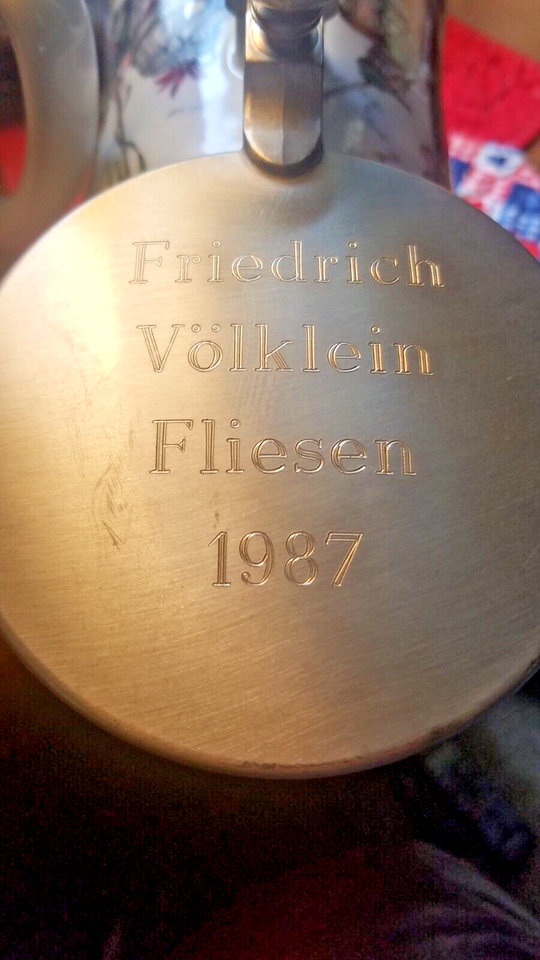 Friedrich
Völklein
Fliesen
1987